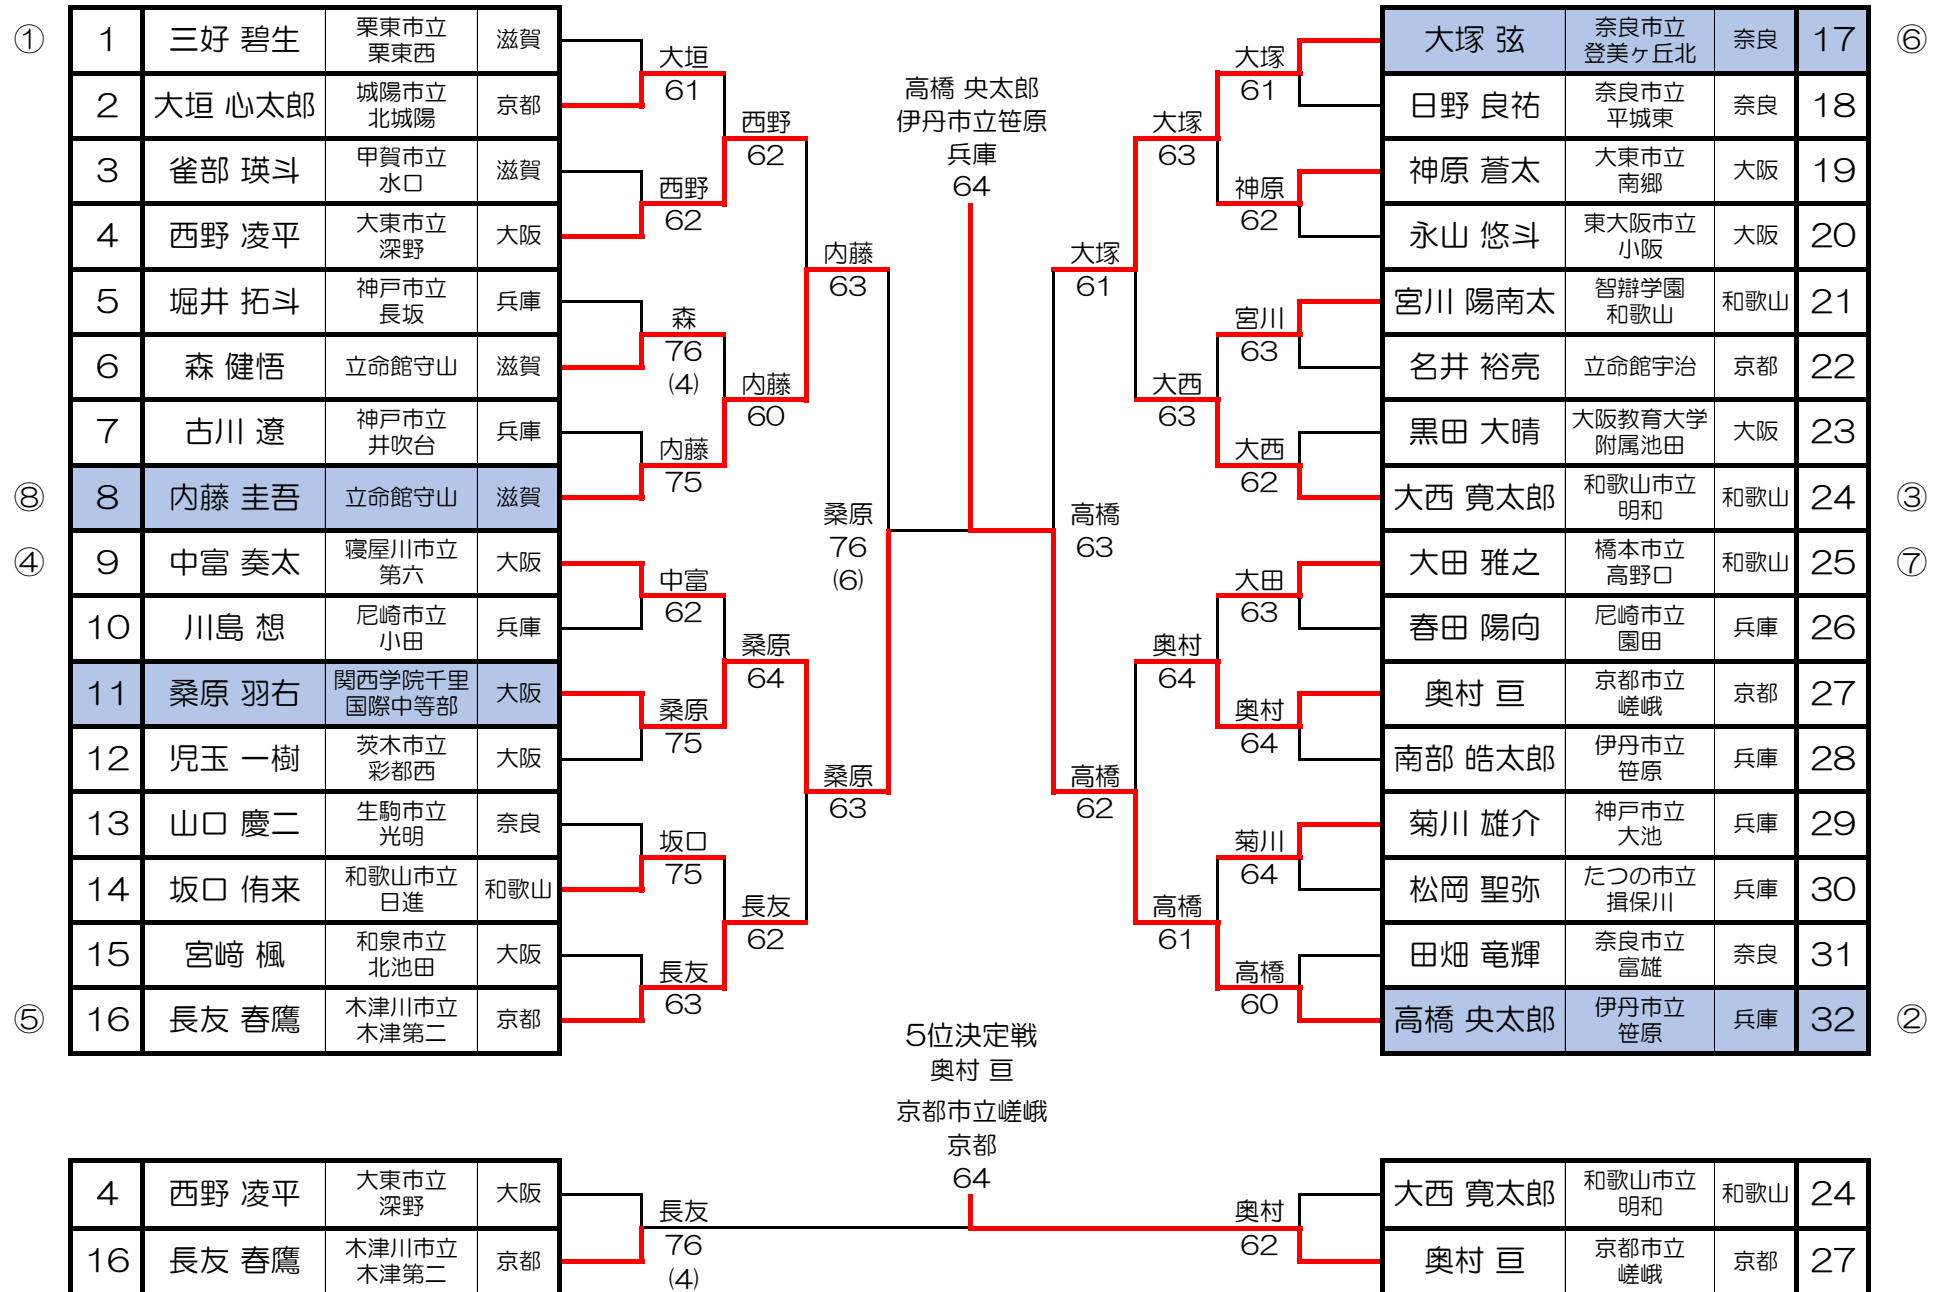 ① 1 三好 碧生 栗東市立 栗東西 滋賀
2 大垣 心太郎 城陽市立 北城陽 京都
3 雀部 瑛斗 甲賀市立 水口 滋賀
4 西野 凌平 大東市立 深野 大阪
5 堀井 拓斗 神戸市立 長坂 兵庫
6 森 健悟 立命館守山 滋賀
7 古川 遼 神戸市立 井吹台 兵庫
⑧ 8 内藤 圭吾 立命館守山 滋賀
④ 9 中富 奏太 寝屋川市立 第六 大阪
10 川島 想 尼崎市立 小田 兵庫
11 桑原 羽右 関西学院千里 国際中等部 大阪
12 児玉 一樹 茨木市立 彩都西 大阪
13 山口 慶二 生駒市立 光明 奈良
14 坂口 侑来 和歌山市立 日進 和歌山
15 宮﨑 楓 和泉市立 北池田 大阪
⑤ 16 長友 春鷹 木津川市立 木津第二 京都
大垣
61
西野
62
森
76
(4)
内藤
75
中富
62
桑原
75
坂口
75
長友
63
西野
62
内藤
60
桑原
64
長友
62
内藤
63
桑原
63
桑原
76
(6)
高橋 央太郎
伊丹市立笹原
兵庫
64
高橋
63
大塚
61
高橋
62
大塚
63
大西
63
奥村
64
高橋
61
大塚
61
神原
62
宮川
63
大西
62
大田
63
奥村
64
菊川
64
高橋
60
大塚 弦 奈良市立 登美ヶ丘北 奈良 17 ⑥
日野 良祐 奈良市立 平城東 奈良 18
神原 蒼太 大東市立 南郷 大阪 19
永山 悠斗 東大阪市立 小阪 大阪 20
宮川 陽南太 智辯学園 和歌山 和歌山 21
名井 裕亮 立命館宇治 京都 22
黒田 大晴 大阪教育大学 附属池田 大阪 23
大西 寛太郎 和歌山市立 明和 和歌山 24 ③
大田 雅之 橋本市立 高野口 和歌山 25 ⑦
春田 陽向 尼崎市立 園田 兵庫 26
奥村 亘 京都市立 嵯峨 京都 27
南部 皓太郎 伊丹市立 笹原 兵庫 28
菊川 雄介 神戸市立 大池 兵庫 29
松岡 聖弥 たつの市立 揖保川 兵庫 30
田畑 竜輝 奈良市立 富雄 奈良 31
高橋 央太郎 伊丹市立 笹原 兵庫 32 ②
5位決定戦
奥村 亘
京都市立嵯峨
京都
64
4 西野 凌平 大東市立 深野 大阪
16 長友 春鷹 木津川市立 木津第二 京都
長友
76
(4)
奥村
62
大西 寛太郎 和歌山市立 明和 和歌山 24
奥村 亘 京都市立 嵯峨 京都 27